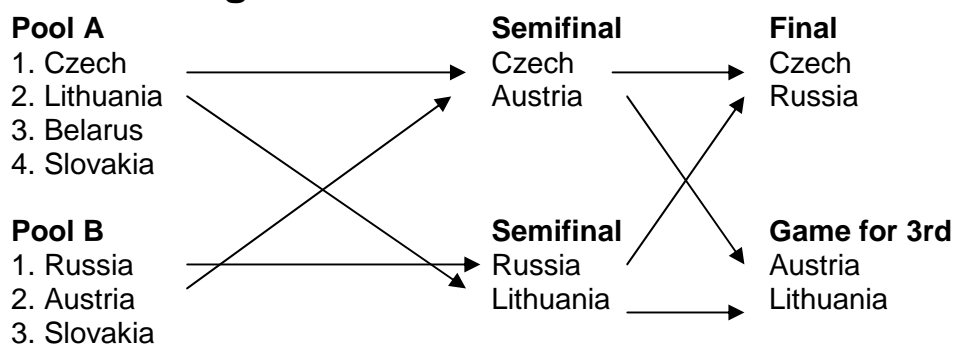 Pool A
1. Czech
2. Lithuania
3. Belarus
4. Slovakia
Pool B
1. Russia
2. Austria
3. Slovakia
Semifinal
Czech
Austria
Semifinal
Russia
Lithuania
Final
Czech
Russia
Game for 3rd
Austria
Lithuania